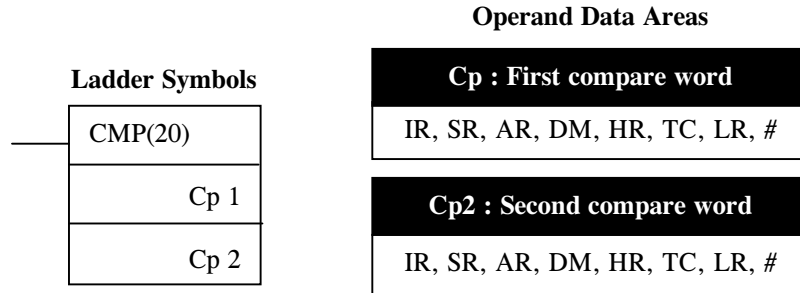 Operand Data Areas
Ladder Symbols
CMP(20)
Cp 1
Cp 2
Cp : First compare word
IR, SR, AR, DM, HR, TC, LR, #
Cp2 : Second compare word
IR, SR, AR, DM, HR, TC, LR, #